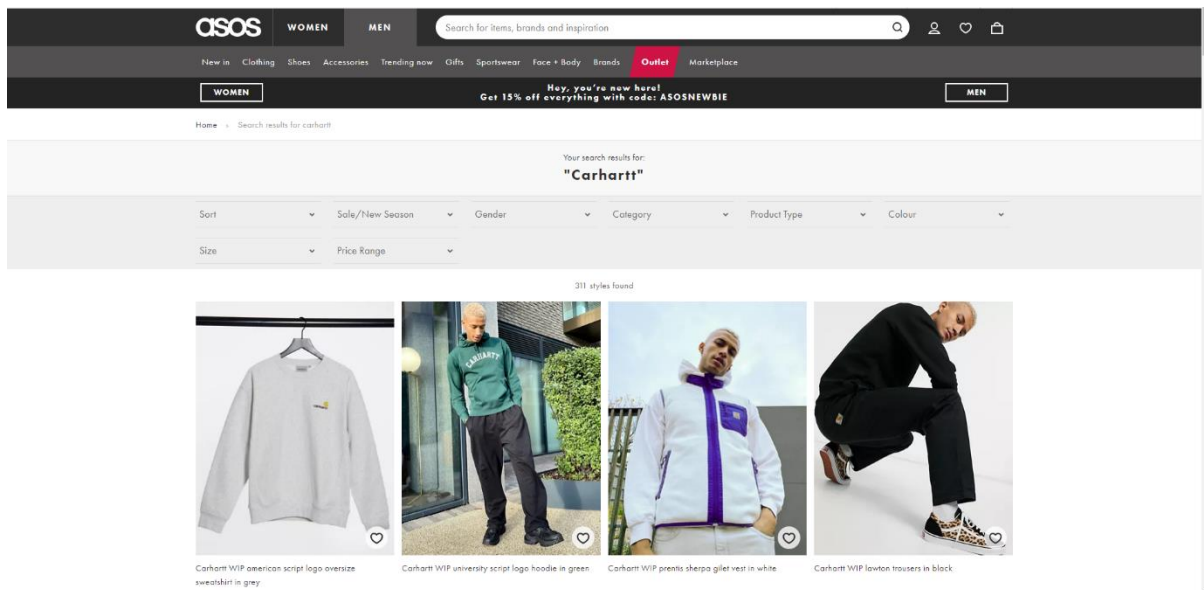 asos WOMEN MEN Search for items, brands and inspiration
New in Clothing Shoes Accessories Trending now Gifts Sportswear Face + Body Brands Outlet Marketplace
WOMEN
Hey, you're new here!
Get 15% off everything with code: ASOSNEWBIE
MEN
Home › Search results for carhartt
Your search results for:
"Carhartt"
Sort Sale/New Season Gender Category Product Type Colour
Size Price Range
311 styles found
CARHARTT
Carhartt WIP american script logo oversize
sweatshirt in grey
Carhartt WIP university script logo hoodie in green
Carhartt WIP prentis sherpa gilet vest in white
Carhartt WIP lawton trousers in black